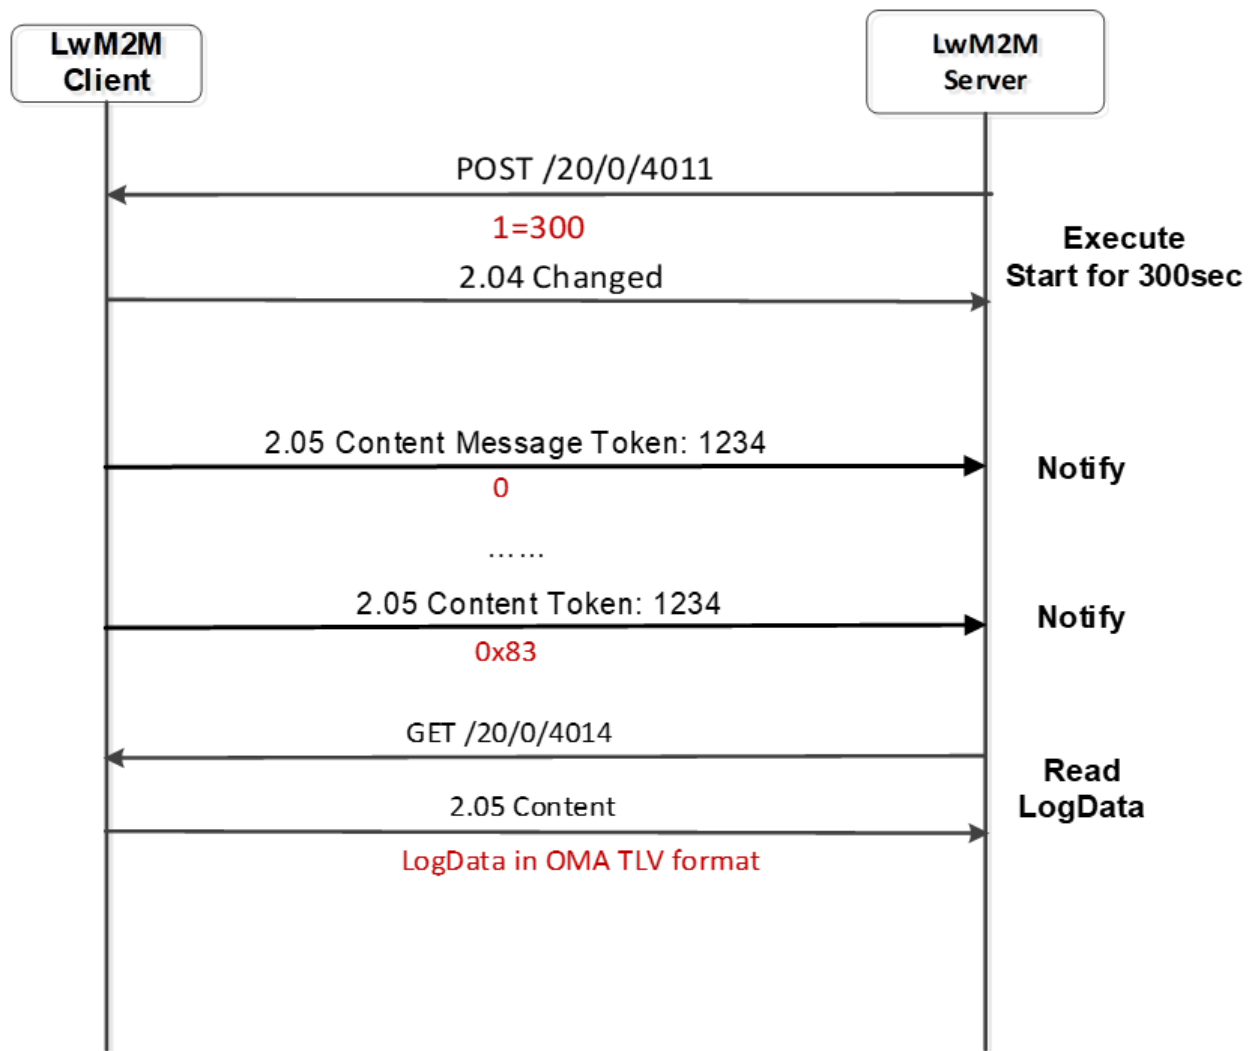 LwM2M
Client
LwM2M
Server
POST /20/0/4011
1=300
2.04 Changed
Execute
Start for 300sec
2.05 Content Message Token: 1234
0
Notify
......
2.05 Content Token: 1234
0x83
Notify
GET /20/0/4014
2.05 Content
LogData in OMA TLV format
Read
LogData